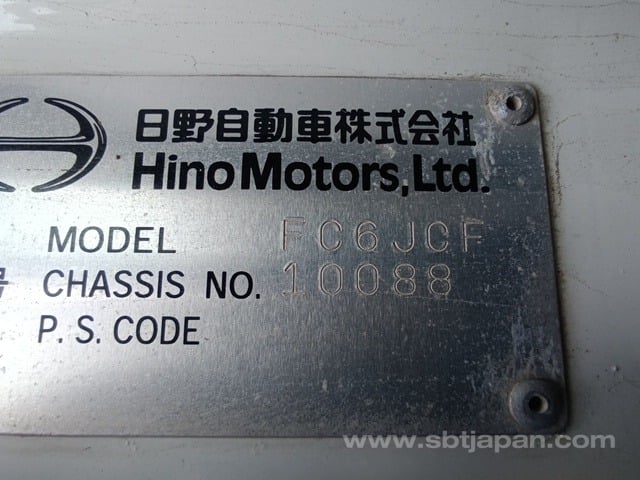 日野自動車株式会社
Hino Motors, Ltd.
MODEL FC6JCF
号 CHASSIS NO. 10088
P. S. CODE
www.sbtjapan.com